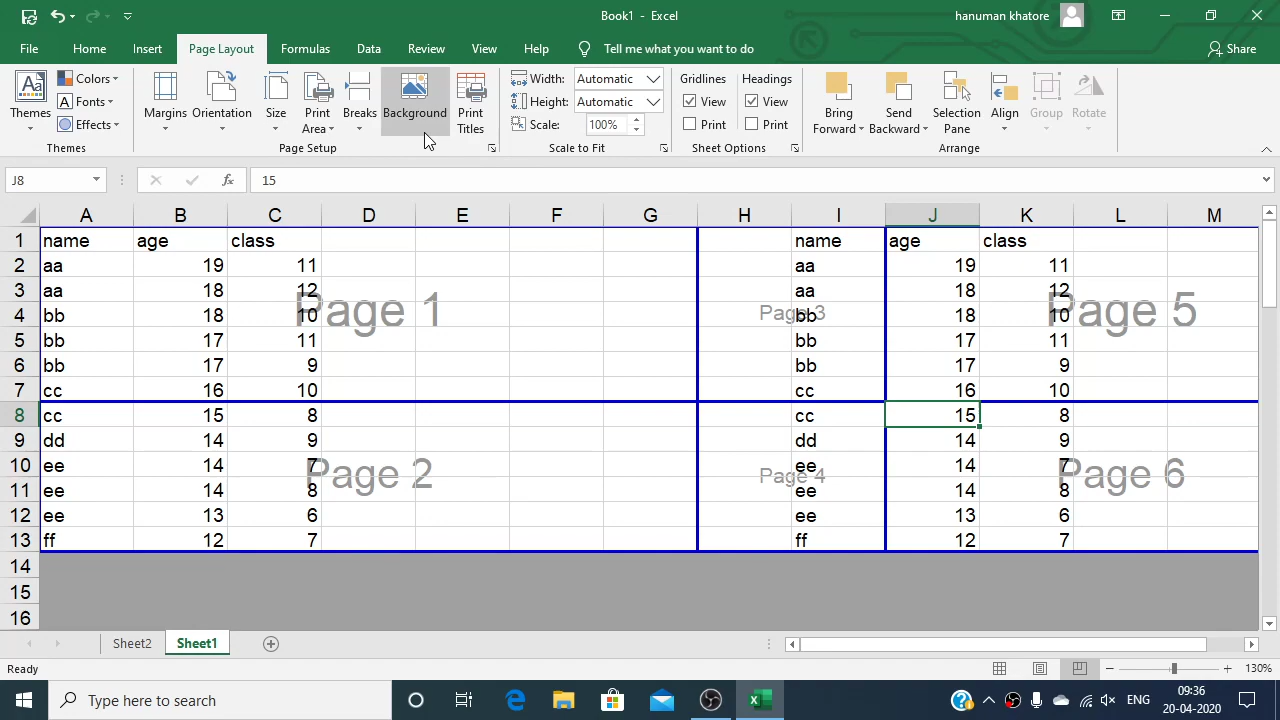 Book1 - Excel
hanuman khatore
File Home Insert Page Layout Formulas Data Review View Help Tell me what you want to do Share
Themes
Colors
Fonts
Effects
Themes
Margins
Orientation
Size
Print Area
Breaks
Background
Print Titles
Page Setup
Width: Automatic
Height: Automatic
Scale: 100%
Scale to Fit
Gridlines Headings
View View
Print Print
Sheet Options
Bring Forward
Send Backward
Selection Pane
Align
Group
Rotate
Arrange
J8 fx 15
A B C D E F G H I J K L M
1 name age class name age class
2 aa 19 11 aa 19 11
3 aa 18 12 aa 18 12
4 bb 18 10 bb 18 10
5 bb 17 11 bb 17 11
6 bb 17 9 bb 17 9
7 cc 16 10 cc 16 10
Page 1 Page 3 Page 5
8 cc 15 8 cc 15 8
9 dd 14 9 dd 14 9
10 ee 14 7 ee 14 7
11 ee 14 8 ee 14 8
12 ee 13 6 ee 13 6
13 ff 12 7 ff 12 7
Page 2 Page 4 Page 6
14
15
16
Sheet2 Sheet1
Ready 130%
Type here to search
ENG
09:36
20-04-2020